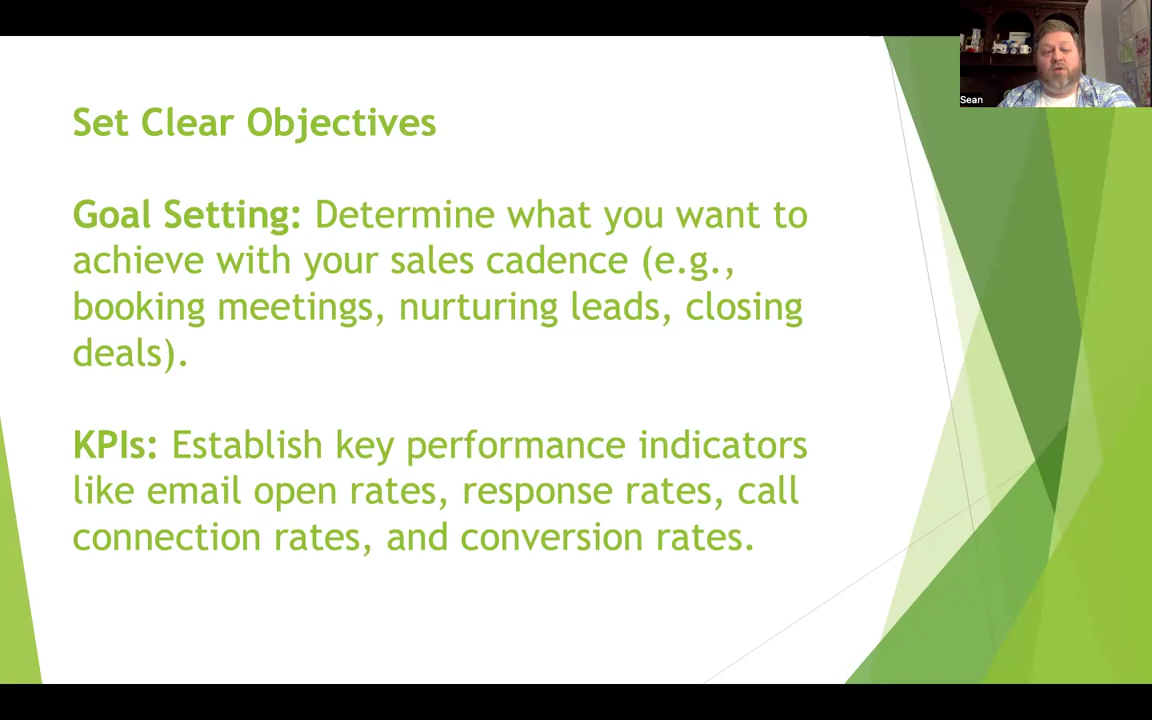 Set Clear Objectives
Goal Setting: Determine what you want to
achieve with your sales cadence (e.g.,
booking meetings, nurturing leads, closing
deals).
KPIs: Establish key performance indicators
like email open rates, response rates, call
connection rates, and conversion rates.
Sean